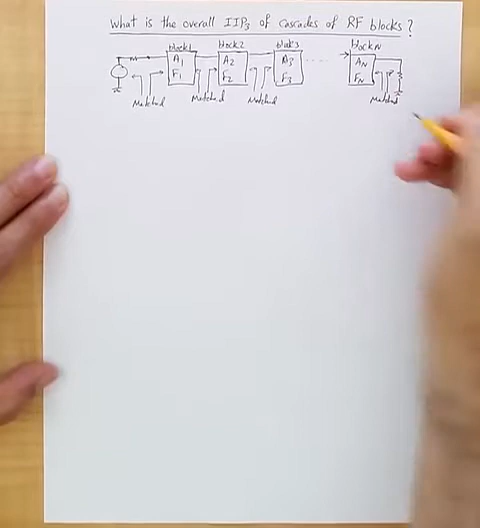 what is the overall IIP3 of cascades of RF blocks?
block1 block2 block3 blockN
A1 A2 A3 AN
F1 F2 F3 FN
Matched Matched Matched Matched